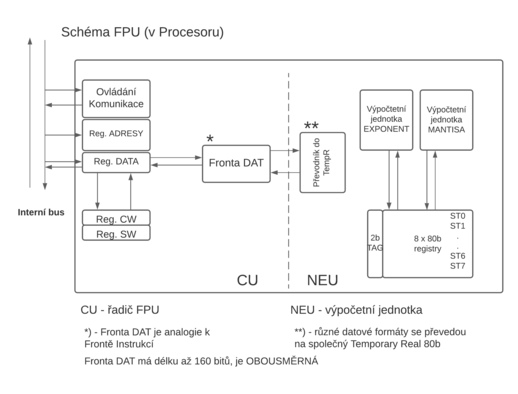 Schéma FPU (v Procesoru)
Ovládání
Komunikace
Reg. ADRESY
Reg. DATA
Reg. CW
Reg. SW
Interní bus
*
Fronta DAT
**
Převodník do
TempR
Výpočtetní
jednotka
EXPONENT
Výpočtetní
jednotka
MANTISA
2b
TAG
8 x 80b
registry
ST0
ST1
.
.
ST6
ST7
CU
NEU
CU - řadič FPU
NEU - výpočetní jednotka
*) - Fronta DAT je analogie k
Frontě Instrukcí
**) - různé datové formáty se převedou
na společný Temporary Real 80b
Fronta DAT má délku až 160 bitů, je OBOUSMĚRNÁ